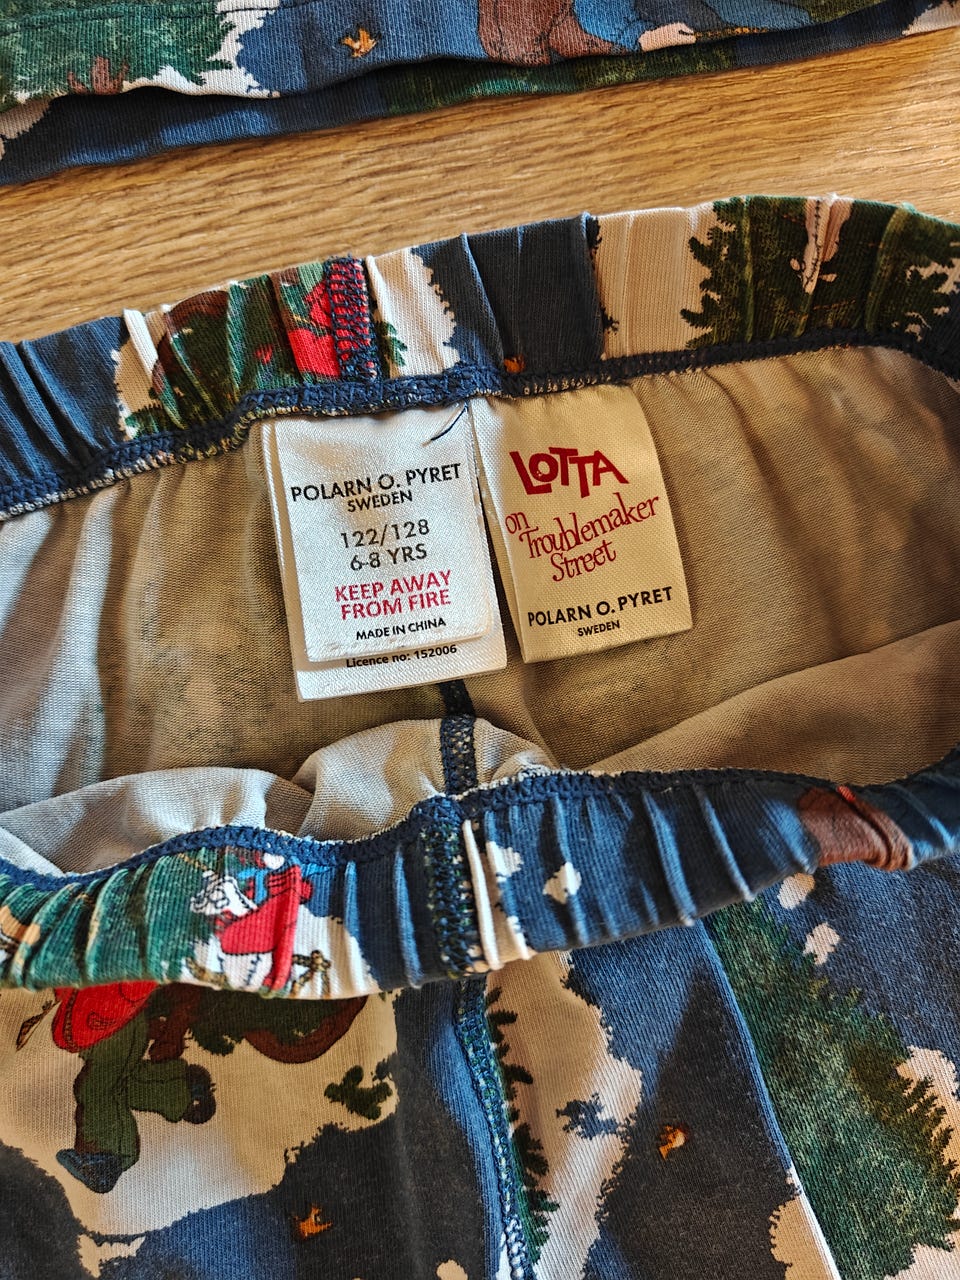 POLARN O. PYRET
SWEDEN
122/128
6-8 YRS
KEEP AWAY
FROM FIRE
MADE IN CHINA
Licence no: 152006
LOTTA
on
Troublemaker
Street
POLARN O. PYRET
SWEDEN